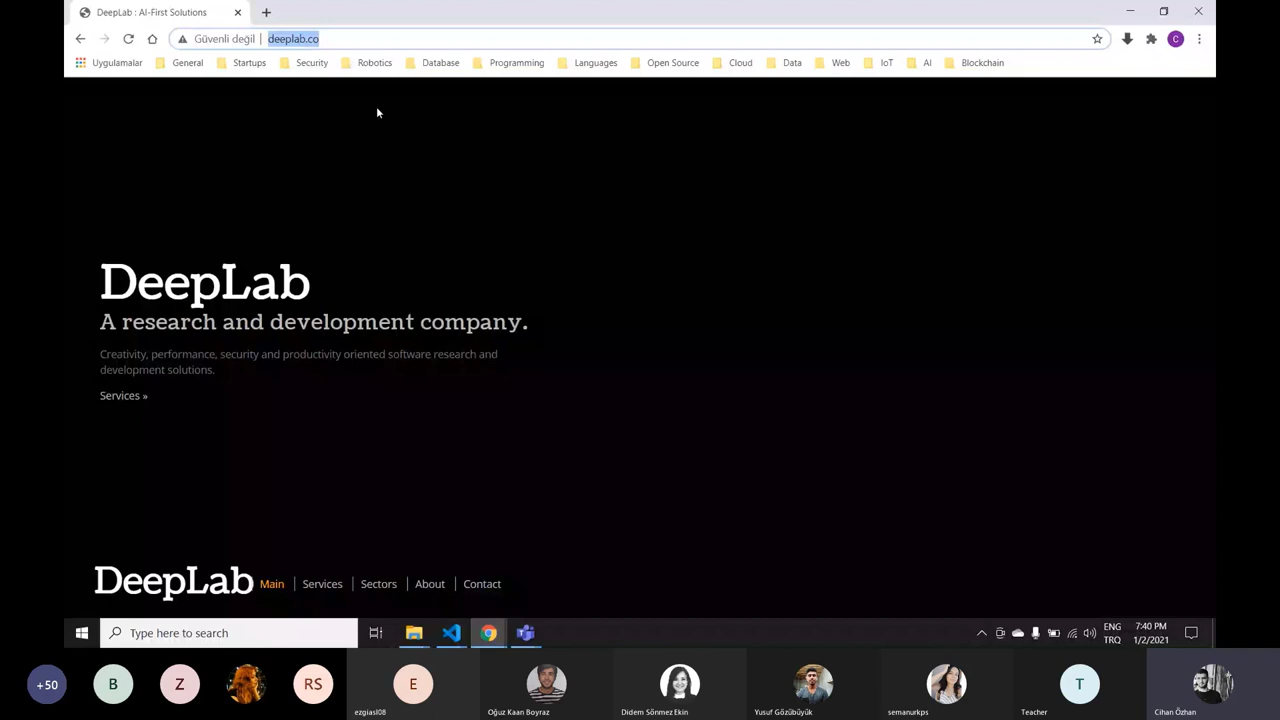 DeepLab : AI-First Solutions
Güvenli değil | deeplab.co
C
Uygulamalar General Startups Security Robotics Database Programming Languages Open Source Cloud Data Web IoT AI Blockchain
DeepLab
A research and development company.
Creativity, performance, security and productivity oriented software research and
development solutions.
Services »
DeepLab Main Services Sectors About Contact
Type here to search
ENG 7:40 PM
TRQ 1/2/2021
+50 B Z RS E T
ezgiasl08 Oğuz Kaan Boyraz Didem Sönmez Ekin Yusuf Gözübüyük semanurkps Teacher Cihan Özhan